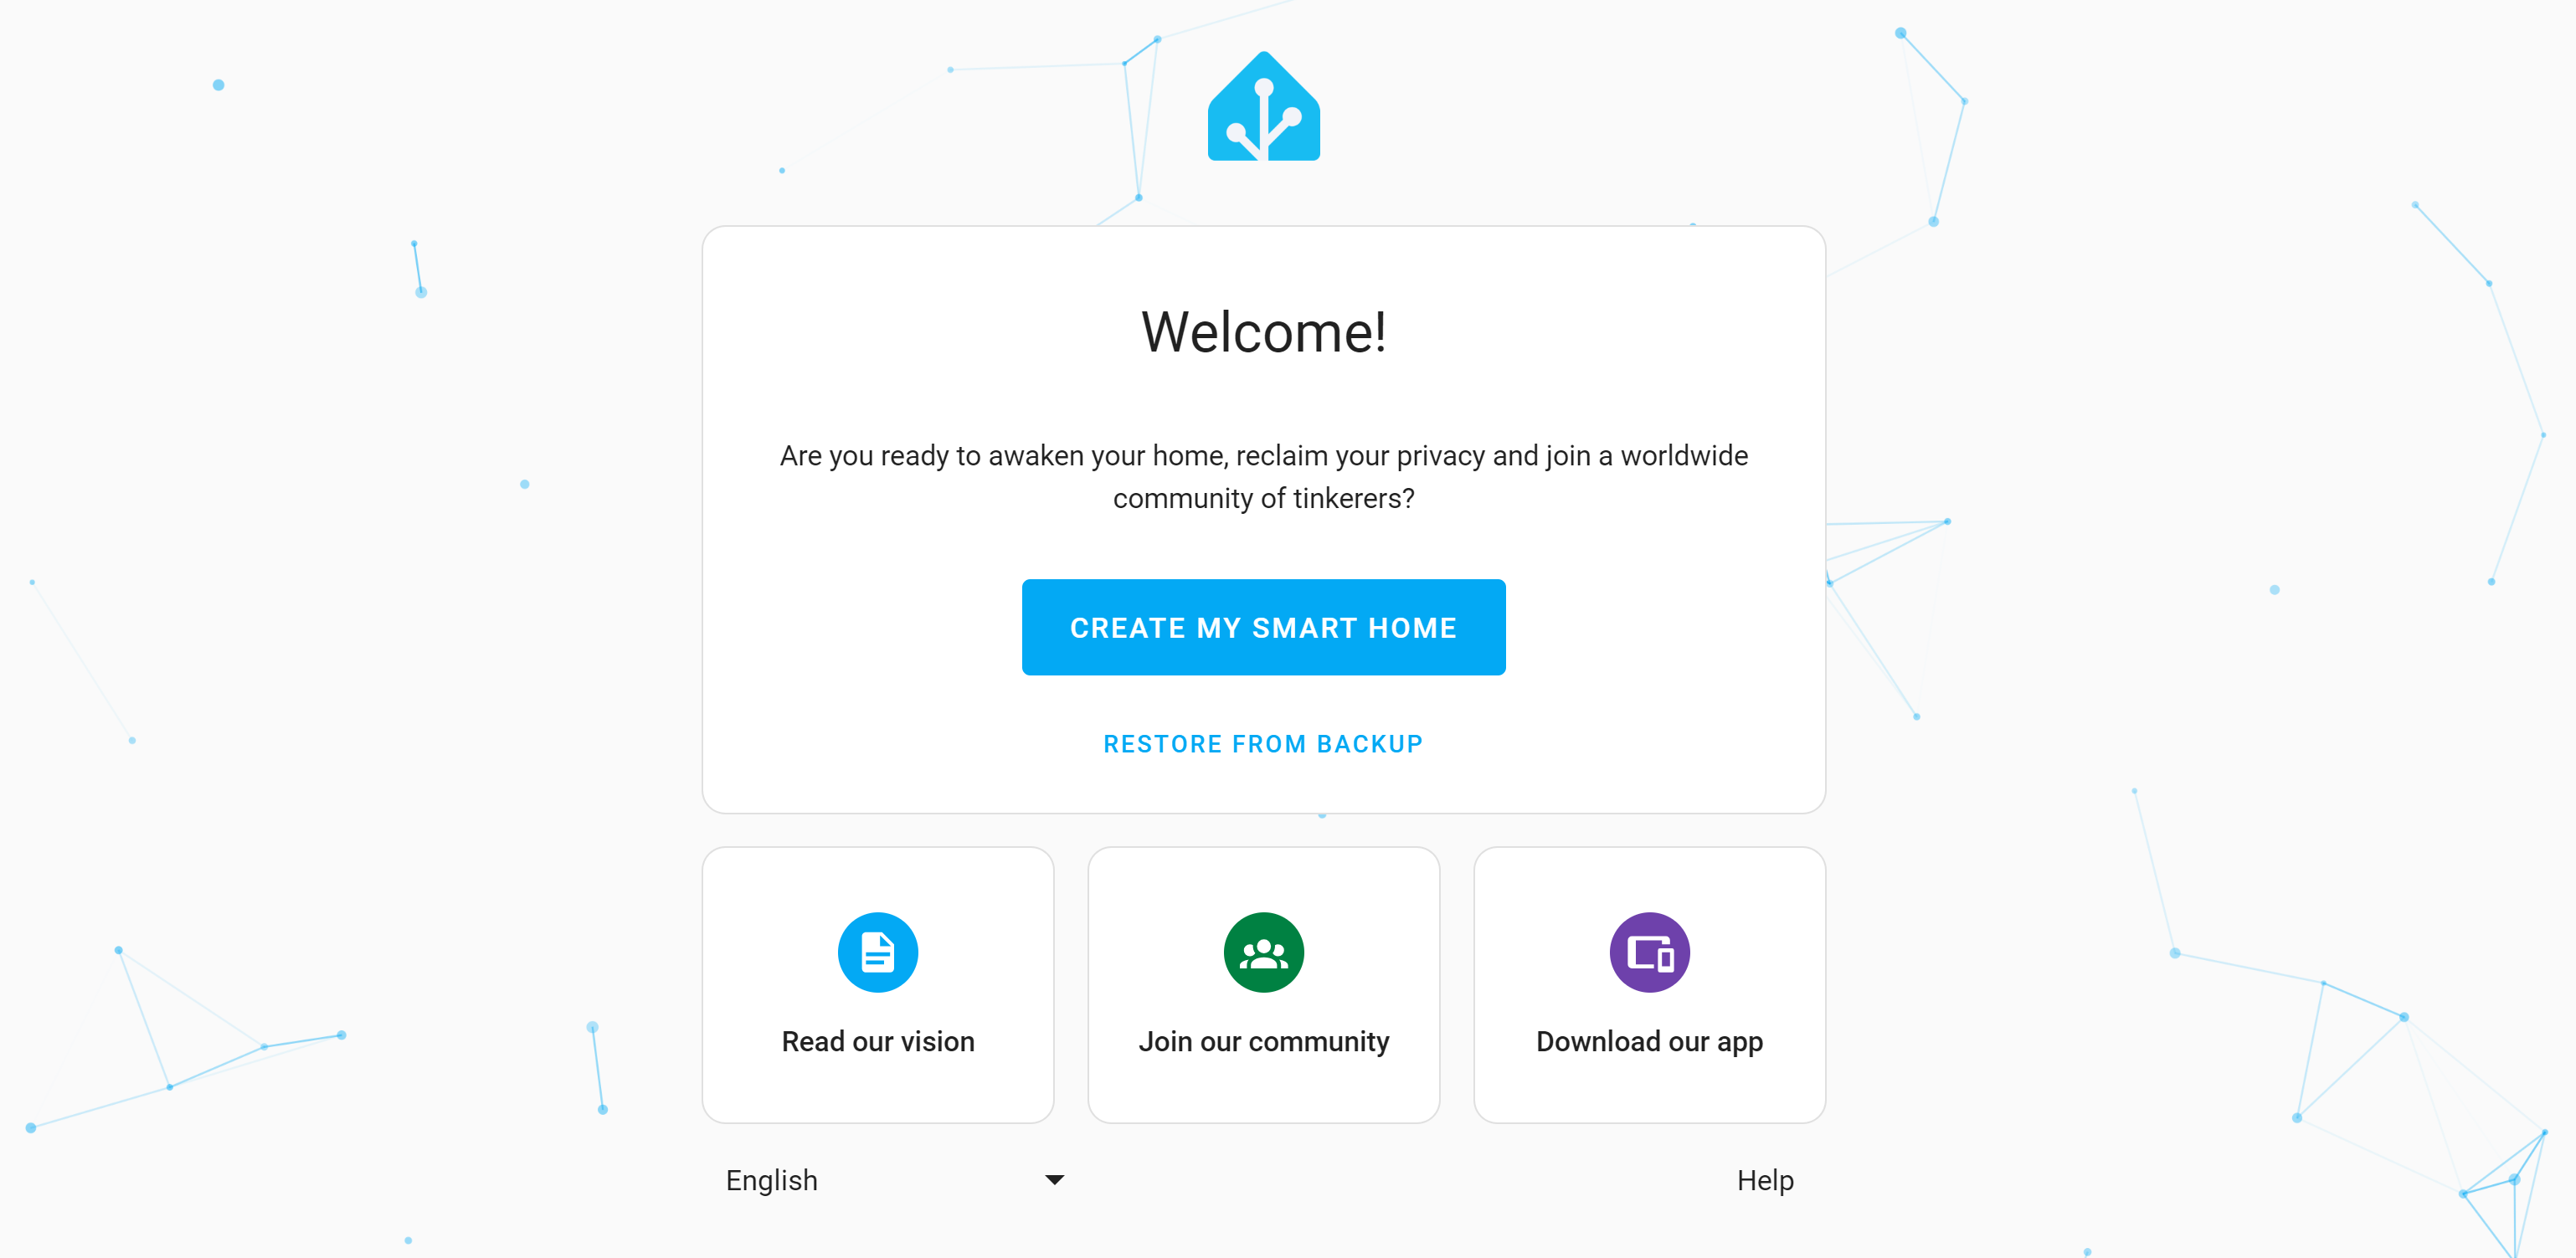 Welcome!
Are you ready to awaken your home, reclaim your privacy and join a worldwide
community of tinkerers?
CREATE MY SMART HOME
RESTORE FROM BACKUP
Read our vision
Join our community
Download our app
English
Help